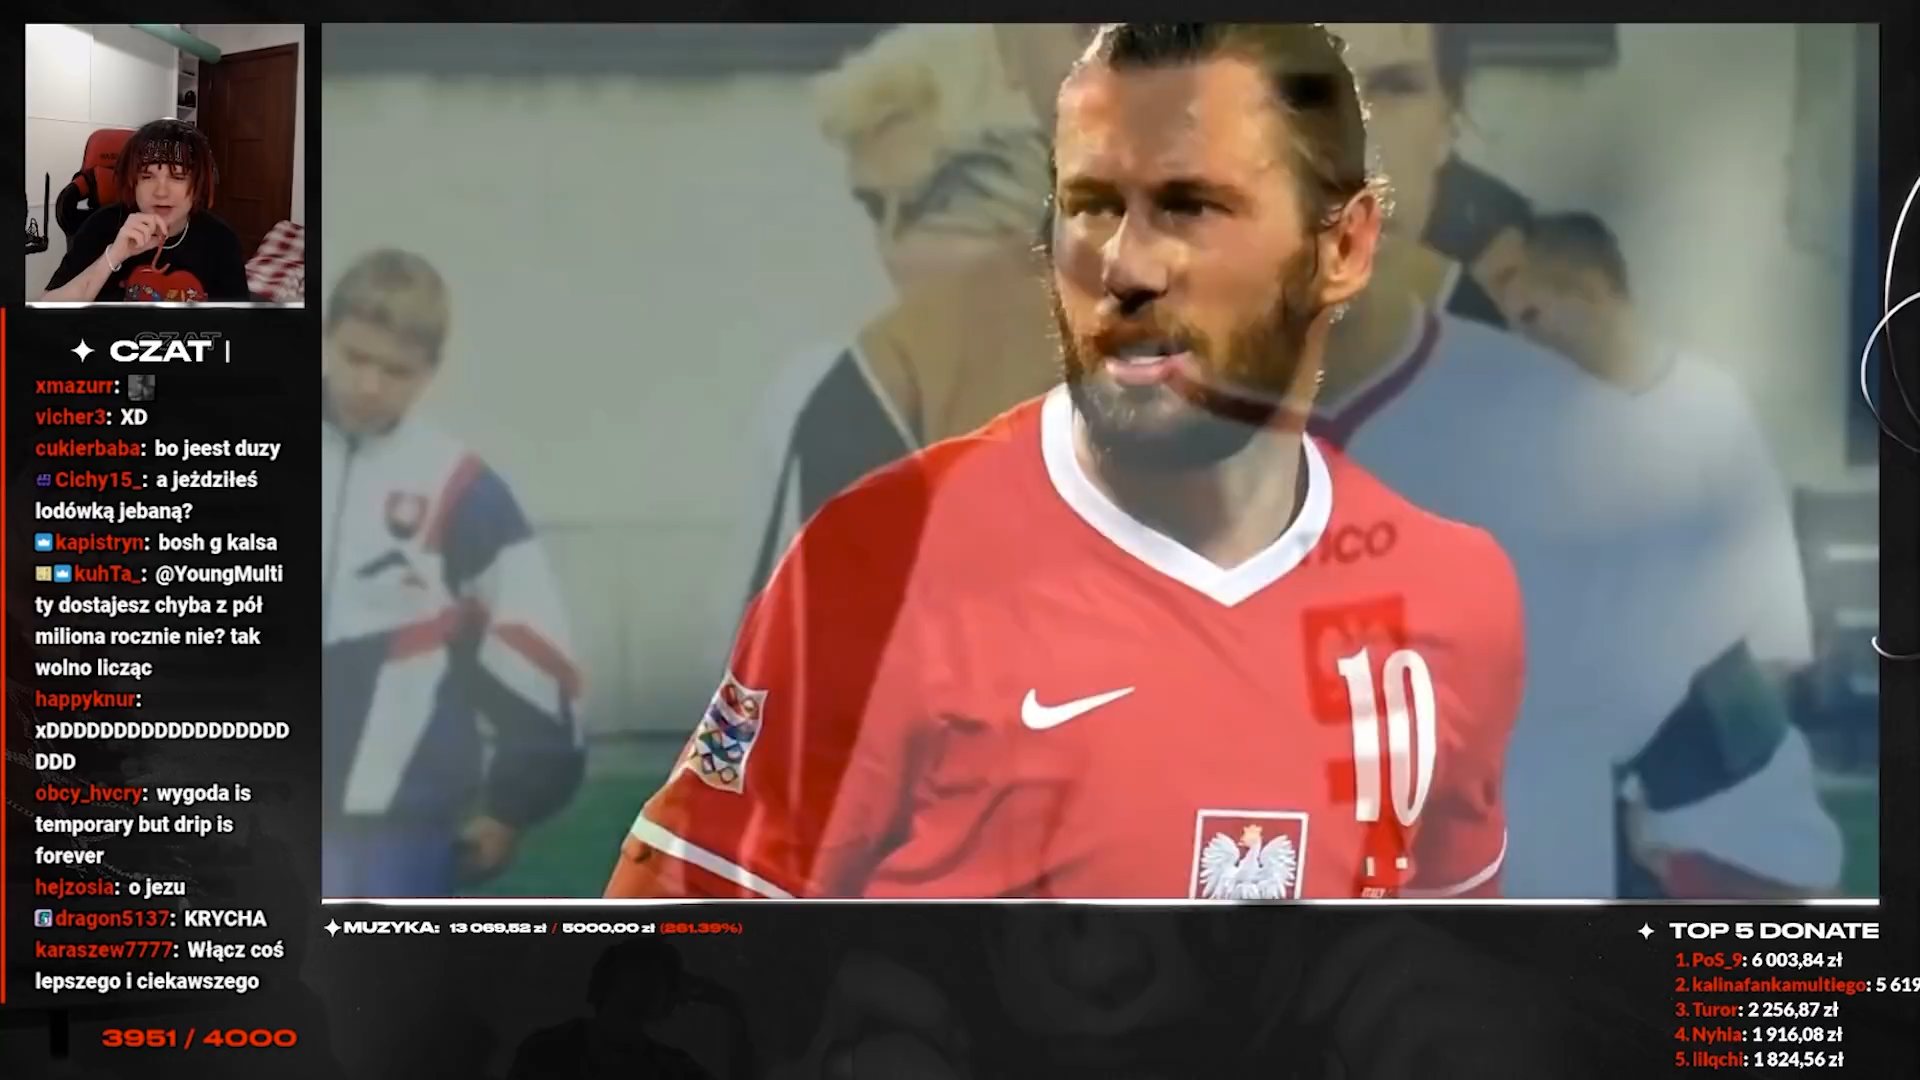 CZAT
xmazurr:
vicher3: XD
cukierbaba: bo jeest duzy
Cichy15_: a jeździłeś
lodówką jebaną?
kapistryn: bosh g kalsa
kuhTa_: @YoungMulti
ty dostajesz chyba z pół
miliona rocznie nie? tak
wolno licząc
happyknur:
xDDDDDDDDDDDDDDDDDD
DDD
obcy_hvcry: wygoda is
temporary but drip is
forever
hejzosia: o jezu
dragon5137: KRYCHA
karaszew7777: Włącz coś
lepszego i ciekawszego
3951 / 4000
10
MUZYKA: 13 069,52 zł / 5000,00 zł (261.39%)
TOP 5 DONATE
1. PoS_9: 6 003,84 zł
2. kalinafankamultiego: 5 619
3. Turor: 2 256,87 zł
4. Nyhia: 1 916,08 zł
5. lilqchi: 1 824,56 zł